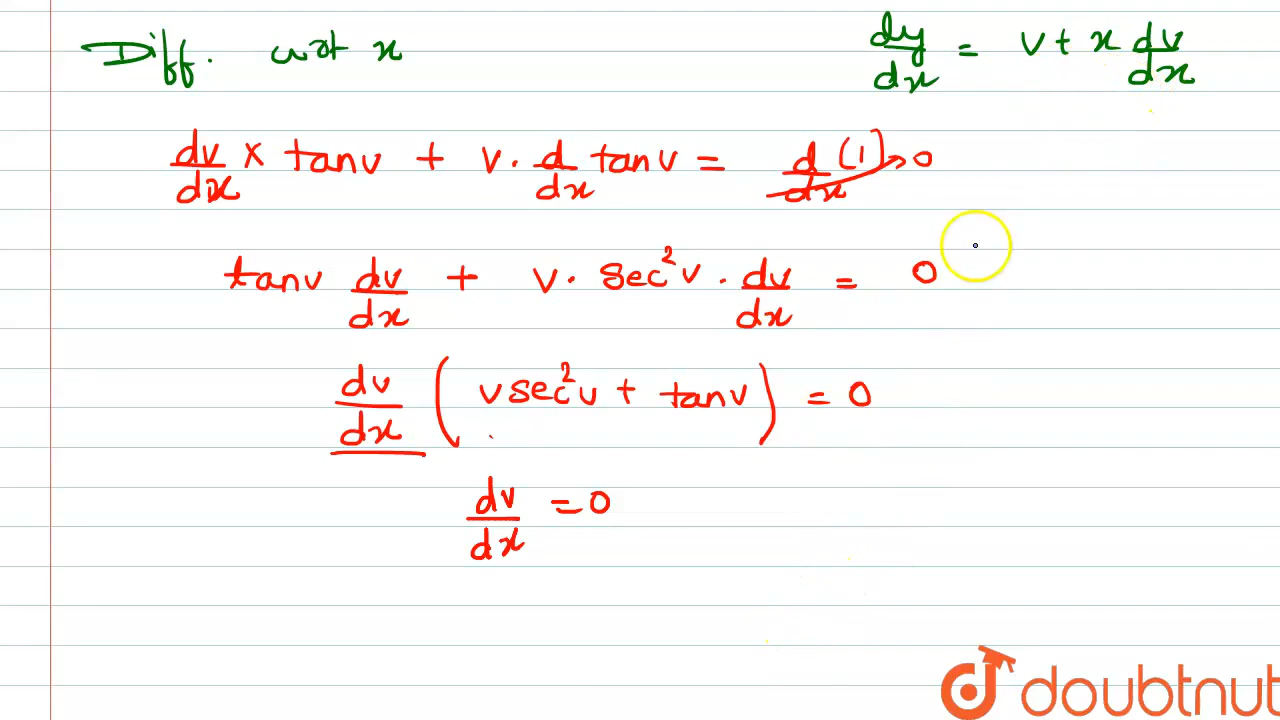 Diff. wrt x
dy/dx = v + x dv/dx
dv/dx × tanv + v · d/dx tanv = d/dx (1) → 0
tanv dv/dx + v · sec²v · dv/dx = 0
dv/dx ( vsec²v + tanv ) = 0
dv/dx = 0
doubtnut